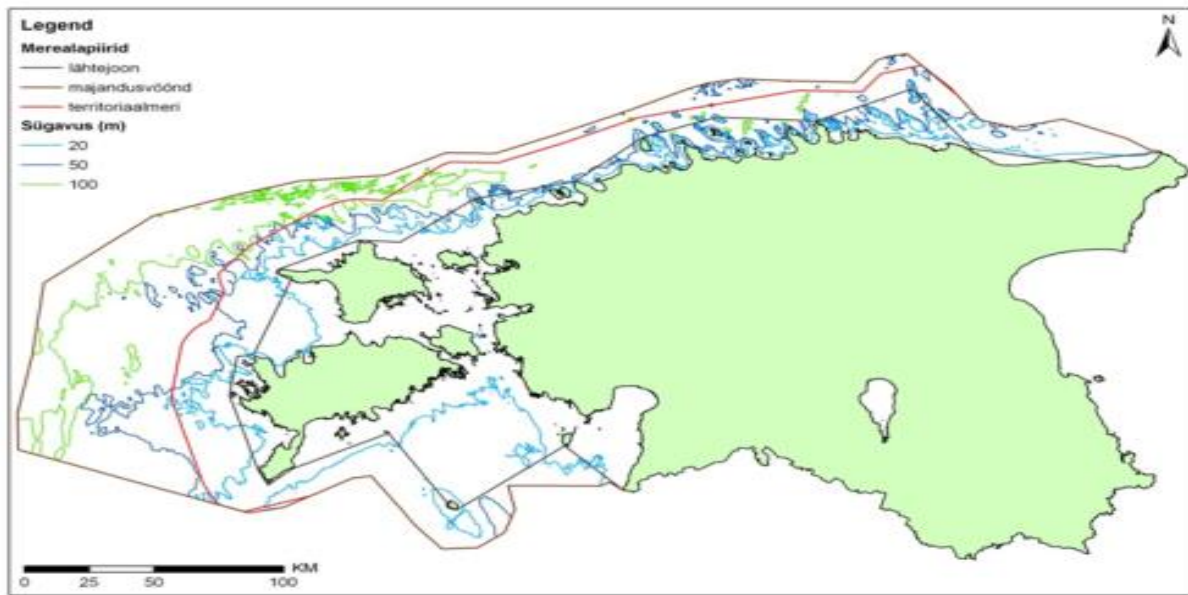 Legend
Merealapiirid
lähtejoon
majandusvöönd
territoriaalmeri
Sügavus (m)
20
50
100
N
KM
0 25 50 100